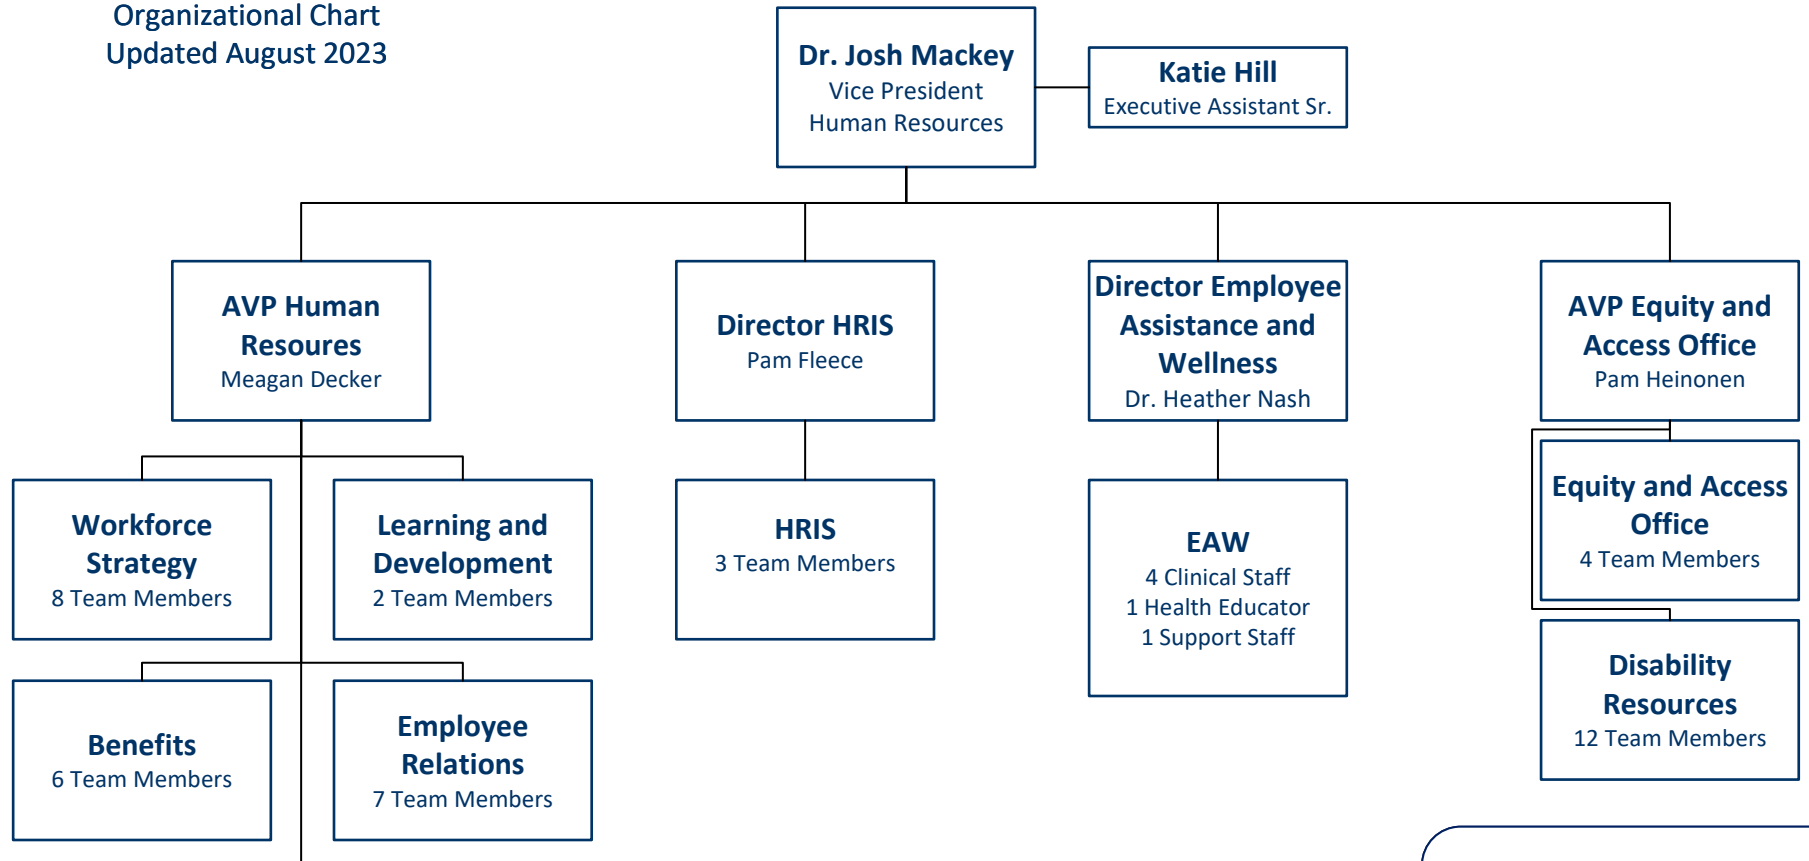 Organizational Chart
Updated August 2023
Dr. Josh Mackey
Vice President
Human Resources
Katie Hill
Executive Assistant Sr.
AVP Human
Resoures
Meagan Decker
Director HRIS
Pam Fleece
Director Employee
Assistance and
Wellness
Dr. Heather Nash
AVP Equity and
Access Office
Pam Heinonen
Workforce
Strategy
8 Team Members
Learning and
Development
2 Team Members
HRIS
3 Team Members
EAW
4 Clinical Staff
1 Health Educator
1 Support Staff
Equity and Access
Office
4 Team Members
Benefits
6 Team Members
Employee
Relations
7 Team Members
Disability
Resources
12 Team Members